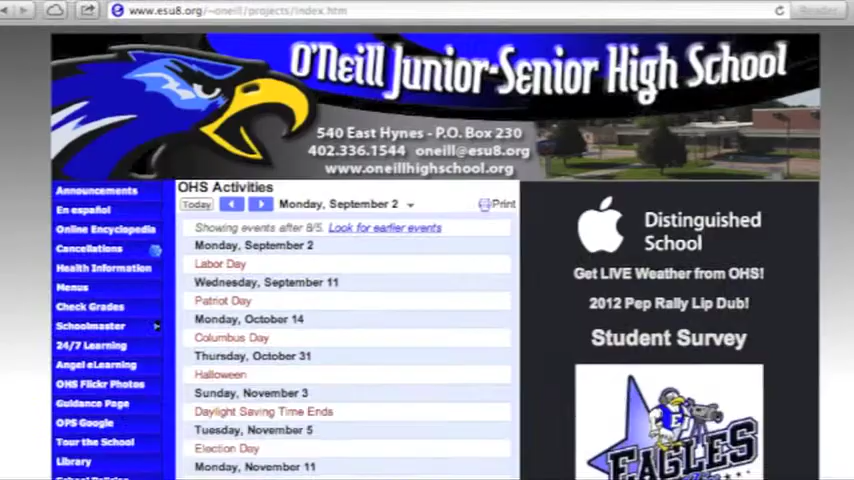 www.esu8.org/~oneill/projects/index.htm
Reader
O'Neill Junior-Senior High School
540 East Hynes - P.O. Box 230
402.336.1544 oneill@esu8.org
www.oneillhighschool.org
Announcements
En español
Online Encyclopedia
Cancellations
Health Information
Menus
Check Grades
Schoolmaster
24/7 Learning
Angel eLearning
OHS Flickr Photos
Guidance Page
OPS Google
Tour the School
Library
School Policies
OHS Activities
Today Monday, September 2 Print
Showing events after 8/5. Look for earlier events
Monday, September 2
Labor Day
Wednesday, September 11
Patriot Day
Monday, October 14
Columbus Day
Thursday, October 31
Halloween
Sunday, November 3
Daylight Saving Time Ends
Tuesday, November 5
Election Day
Monday, November 11
Distinguished
School
Get LIVE Weather from OHS!
2012 Pep Rally Lip Dub!
Student Survey
E
EAGLES